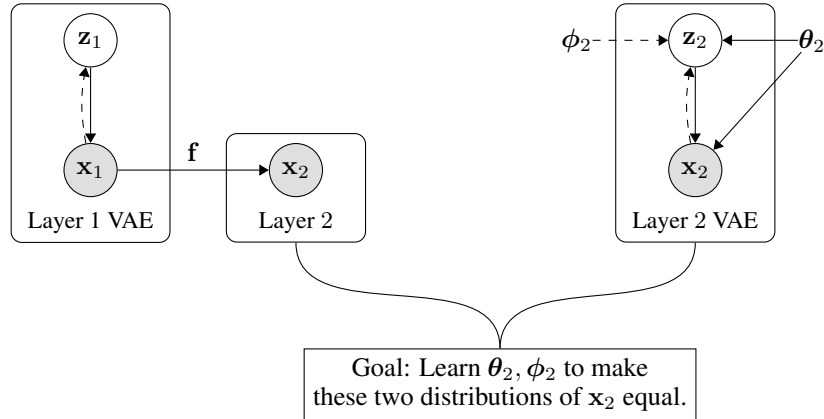 z₁
ϕ₂
z₂
θ₂
f
x₁
x₂
x₂
Layer 1 VAE
Layer 2
Layer 2 VAE
Goal: Learn θ₂, ϕ₂ to make
these two distributions of x₂ equal.